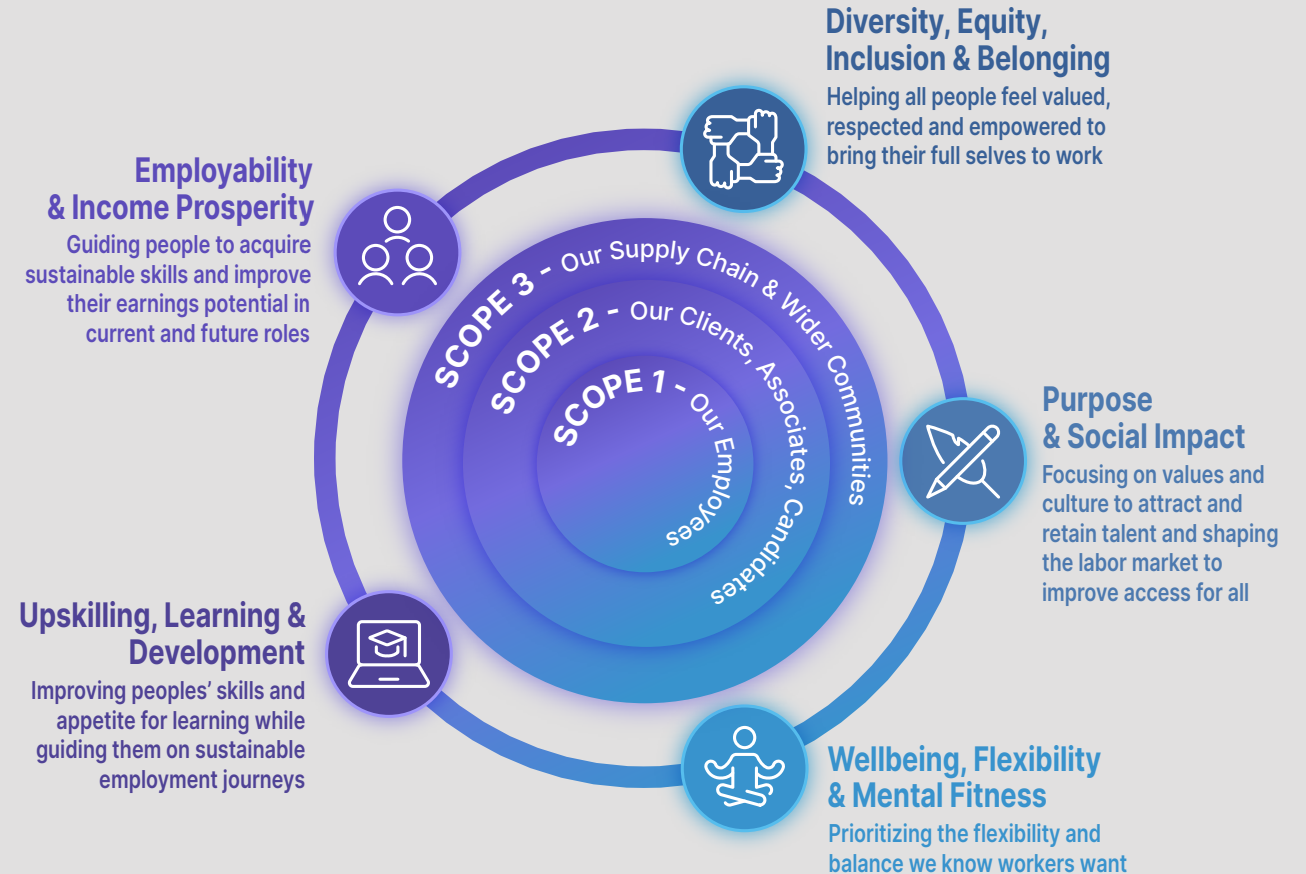 Diversity, Equity,
Inclusion & Belonging
Helping all people feel valued,
respected and empowered to
bring their full selves to work
Employability
& Income Prosperity
Guiding people to acquire
sustainable skills and improve
their earnings potential in
current and future roles
SCOPE 3 - Our Supply Chain & Wider Communities
SCOPE 2 - Our Clients, Associates, Candidates
SCOPE 1 - Our Employees
Purpose
& Social Impact
Focusing on values and
culture to attract and
retain talent and shaping
the labor market to
improve access for all
Upskilling, Learning &
Development
Improving peoples’ skills and
appetite for learning while
guiding them on sustainable
employment journeys
Wellbeing, Flexibility
& Mental Fitness
Prioritizing the flexibility and
balance we know workers want